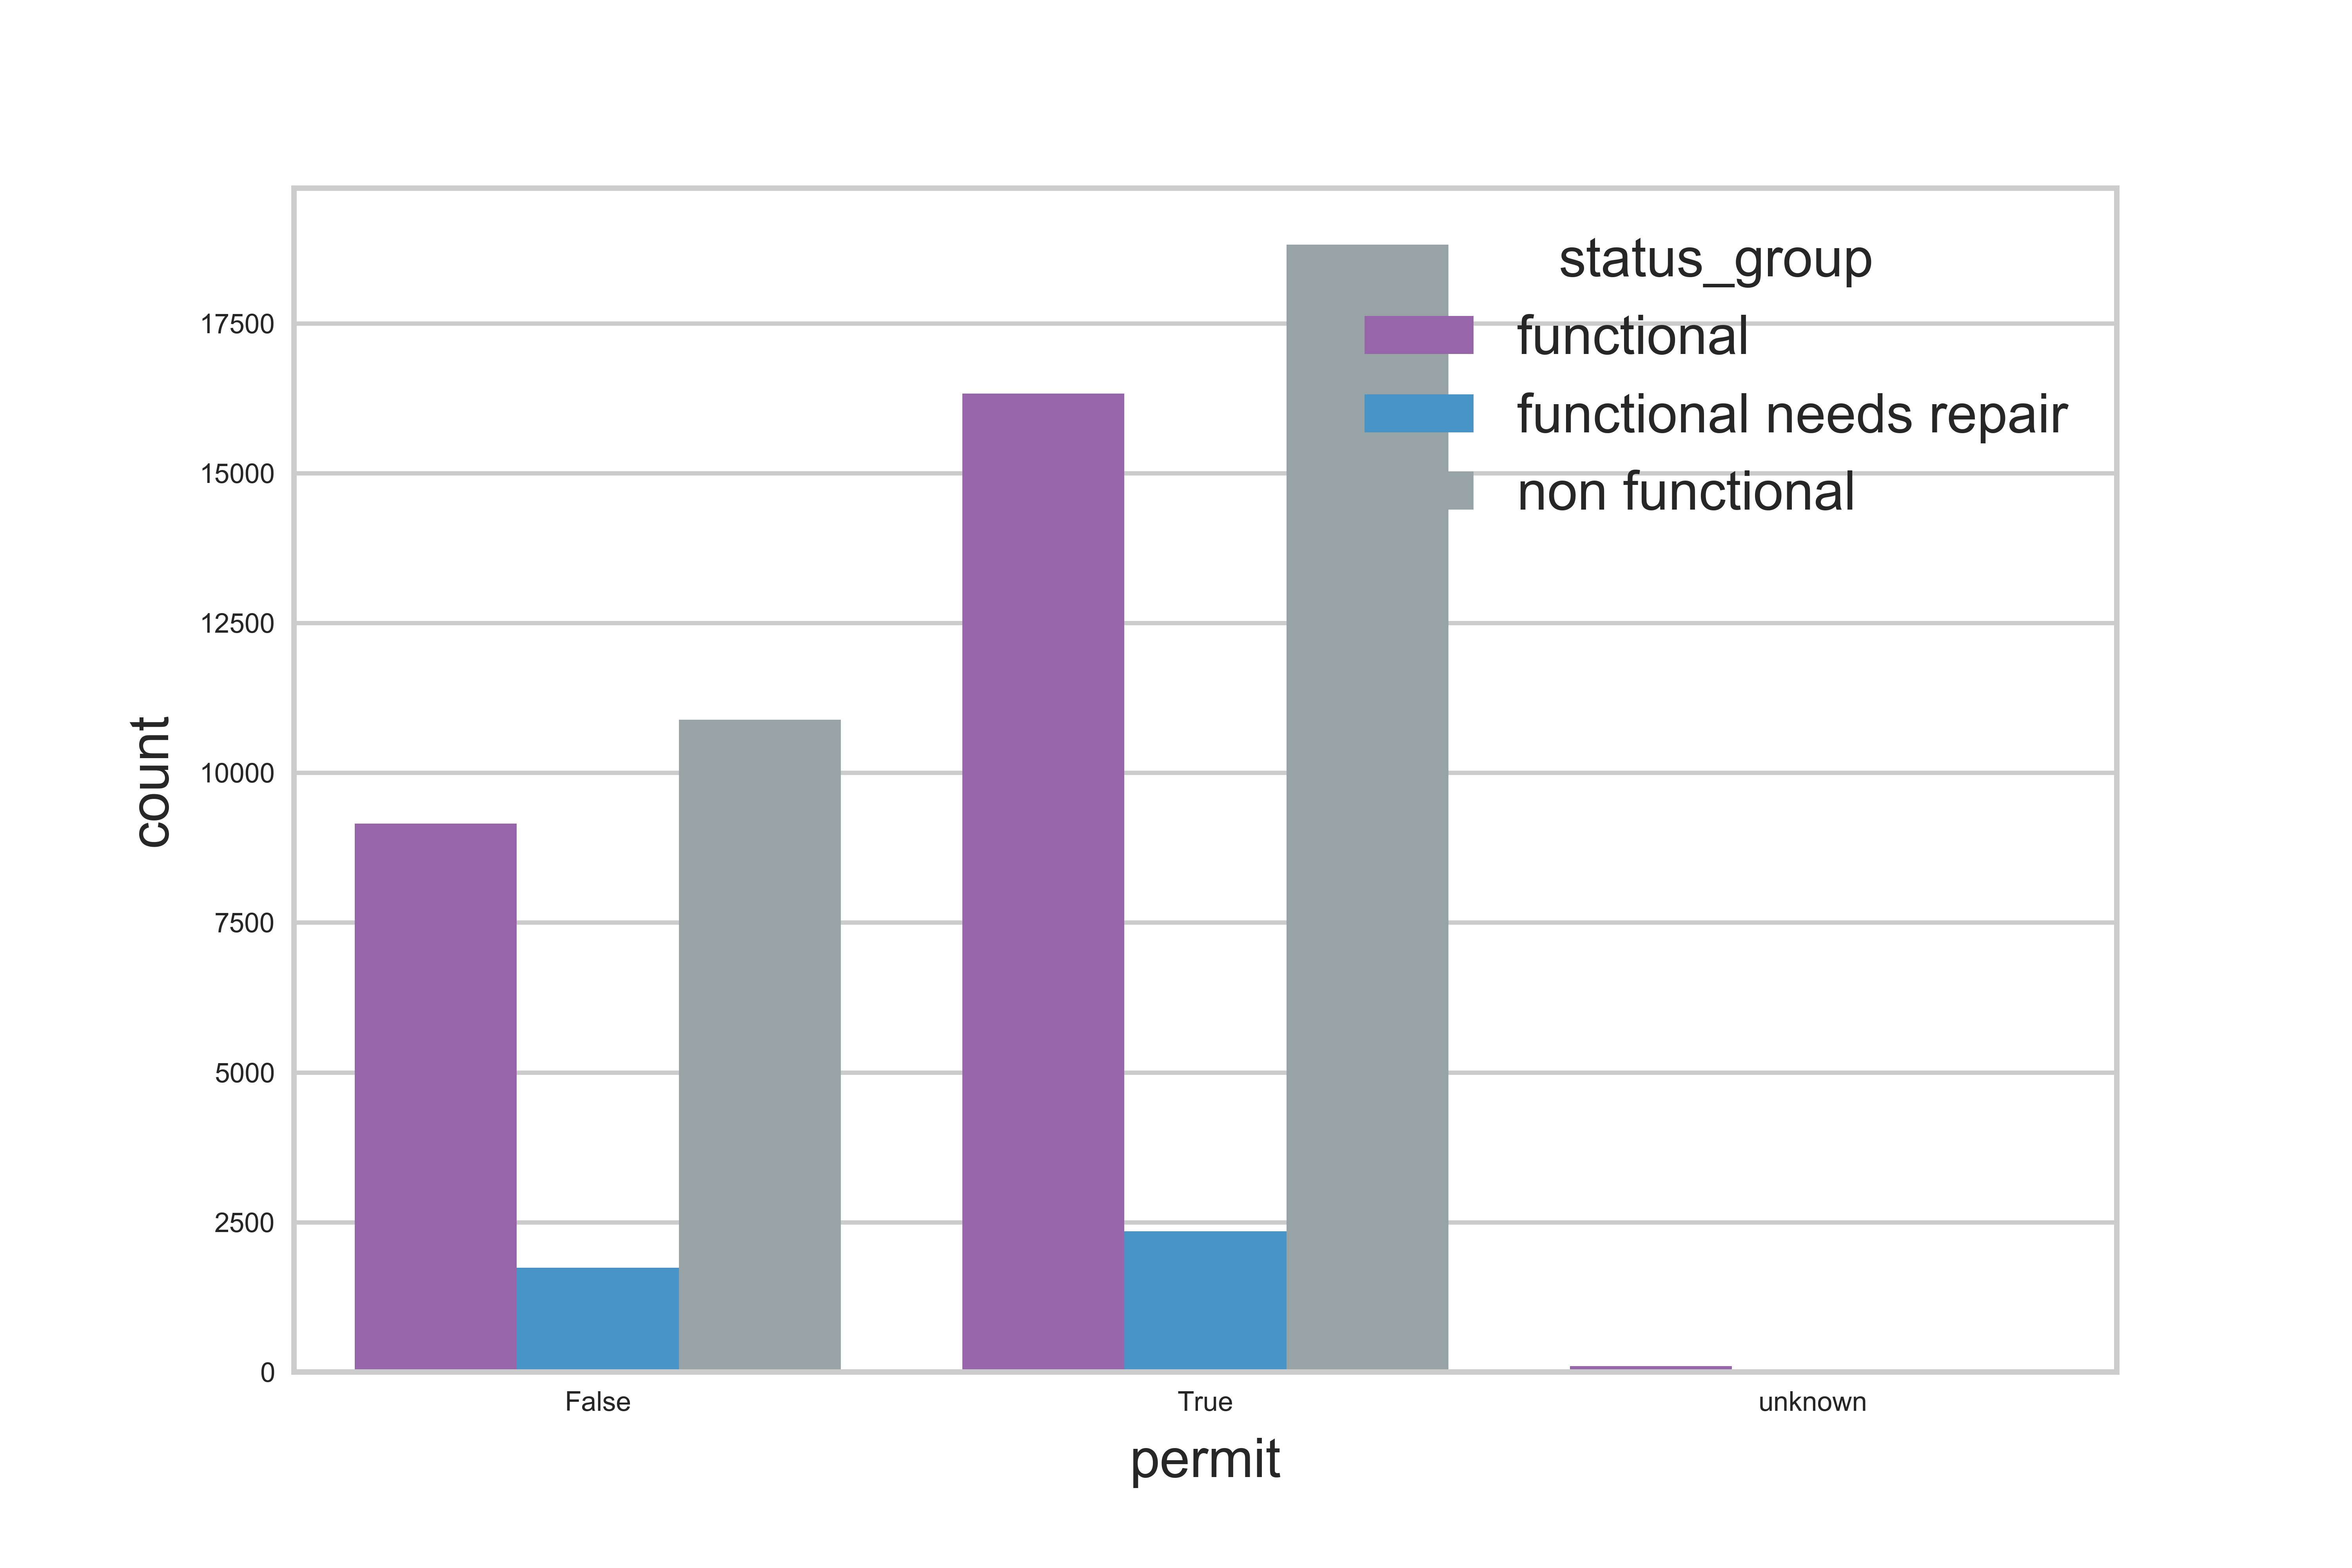 status_group
functional
functional needs repair
non functional
17500
15000
12500
10000
7500
5000
2500
0
count
False True unknown
permit